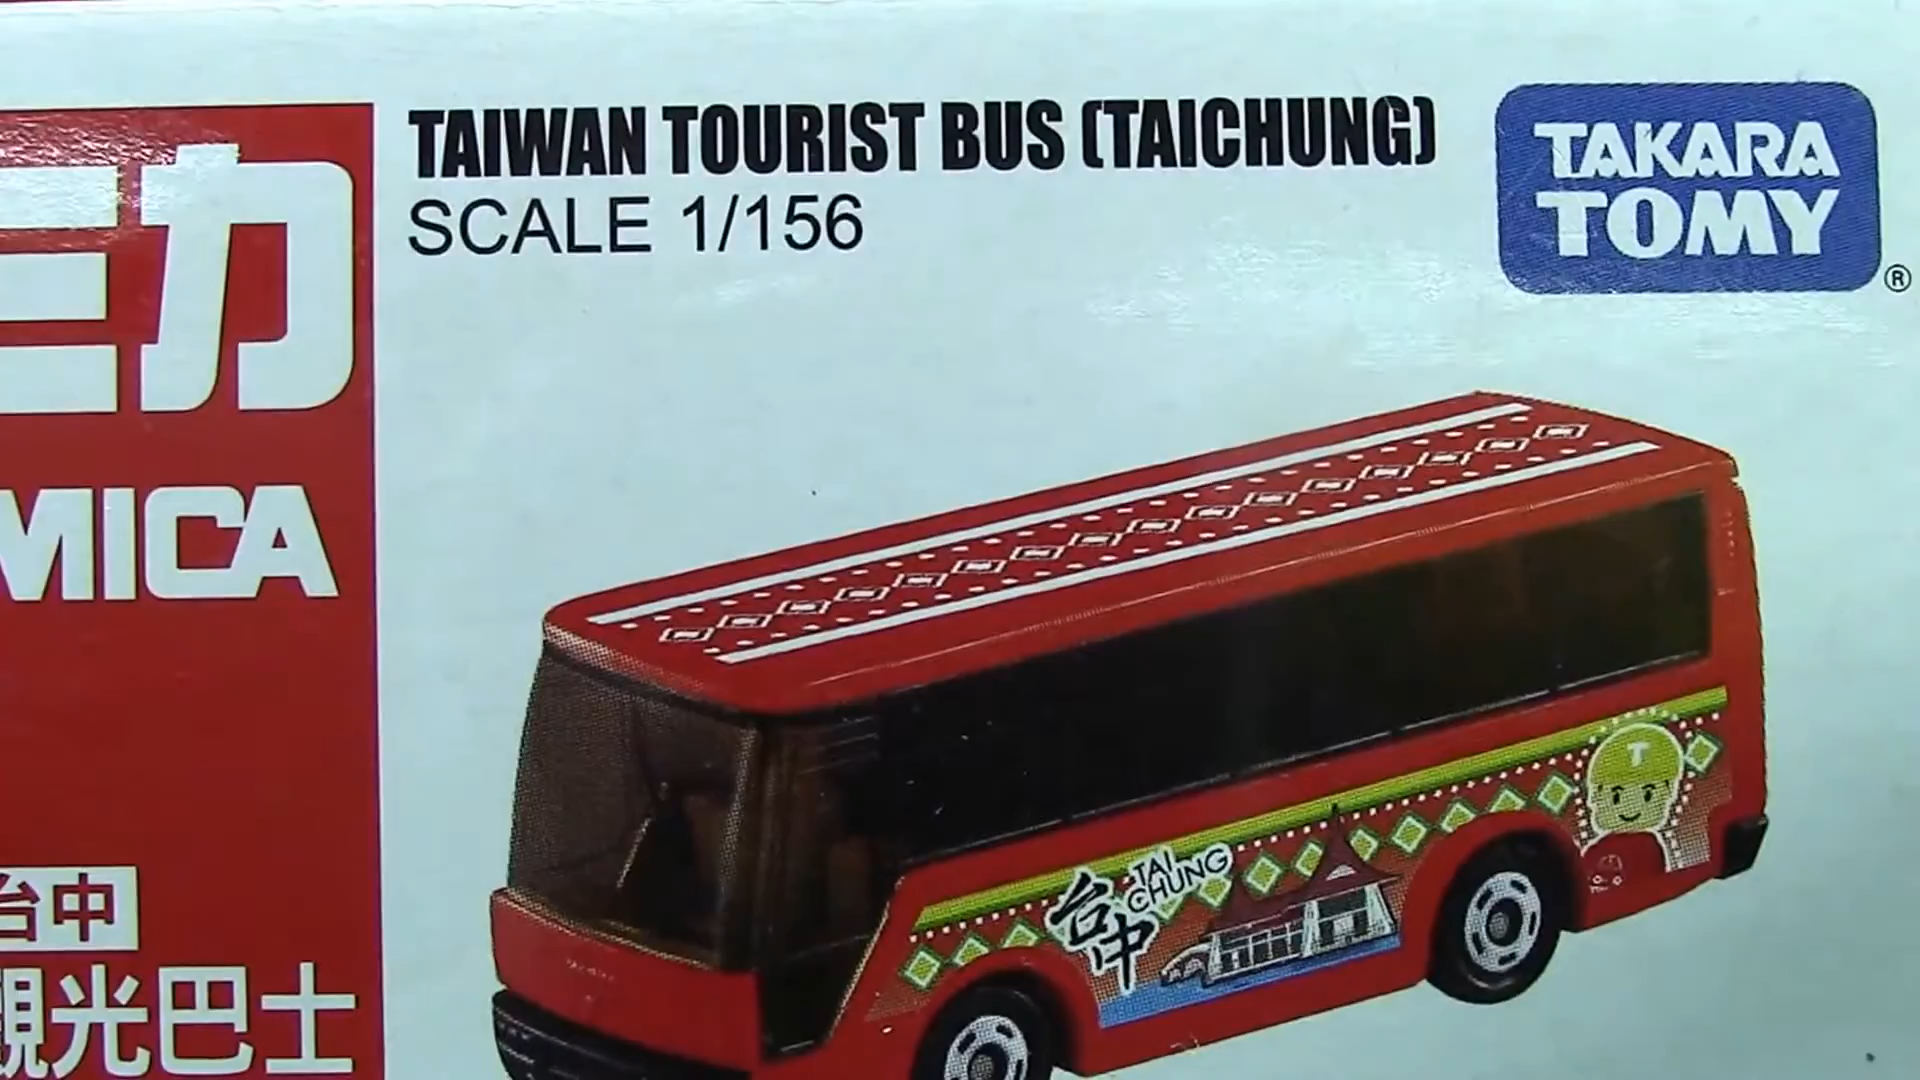 TAIWAN TOURIST BUS (TAICHUNG)
SCALE 1/156
TAKARA
TOMY
®
ミカ
MICA
台中
觀光巴士
TAI
CHUNG
台中
T